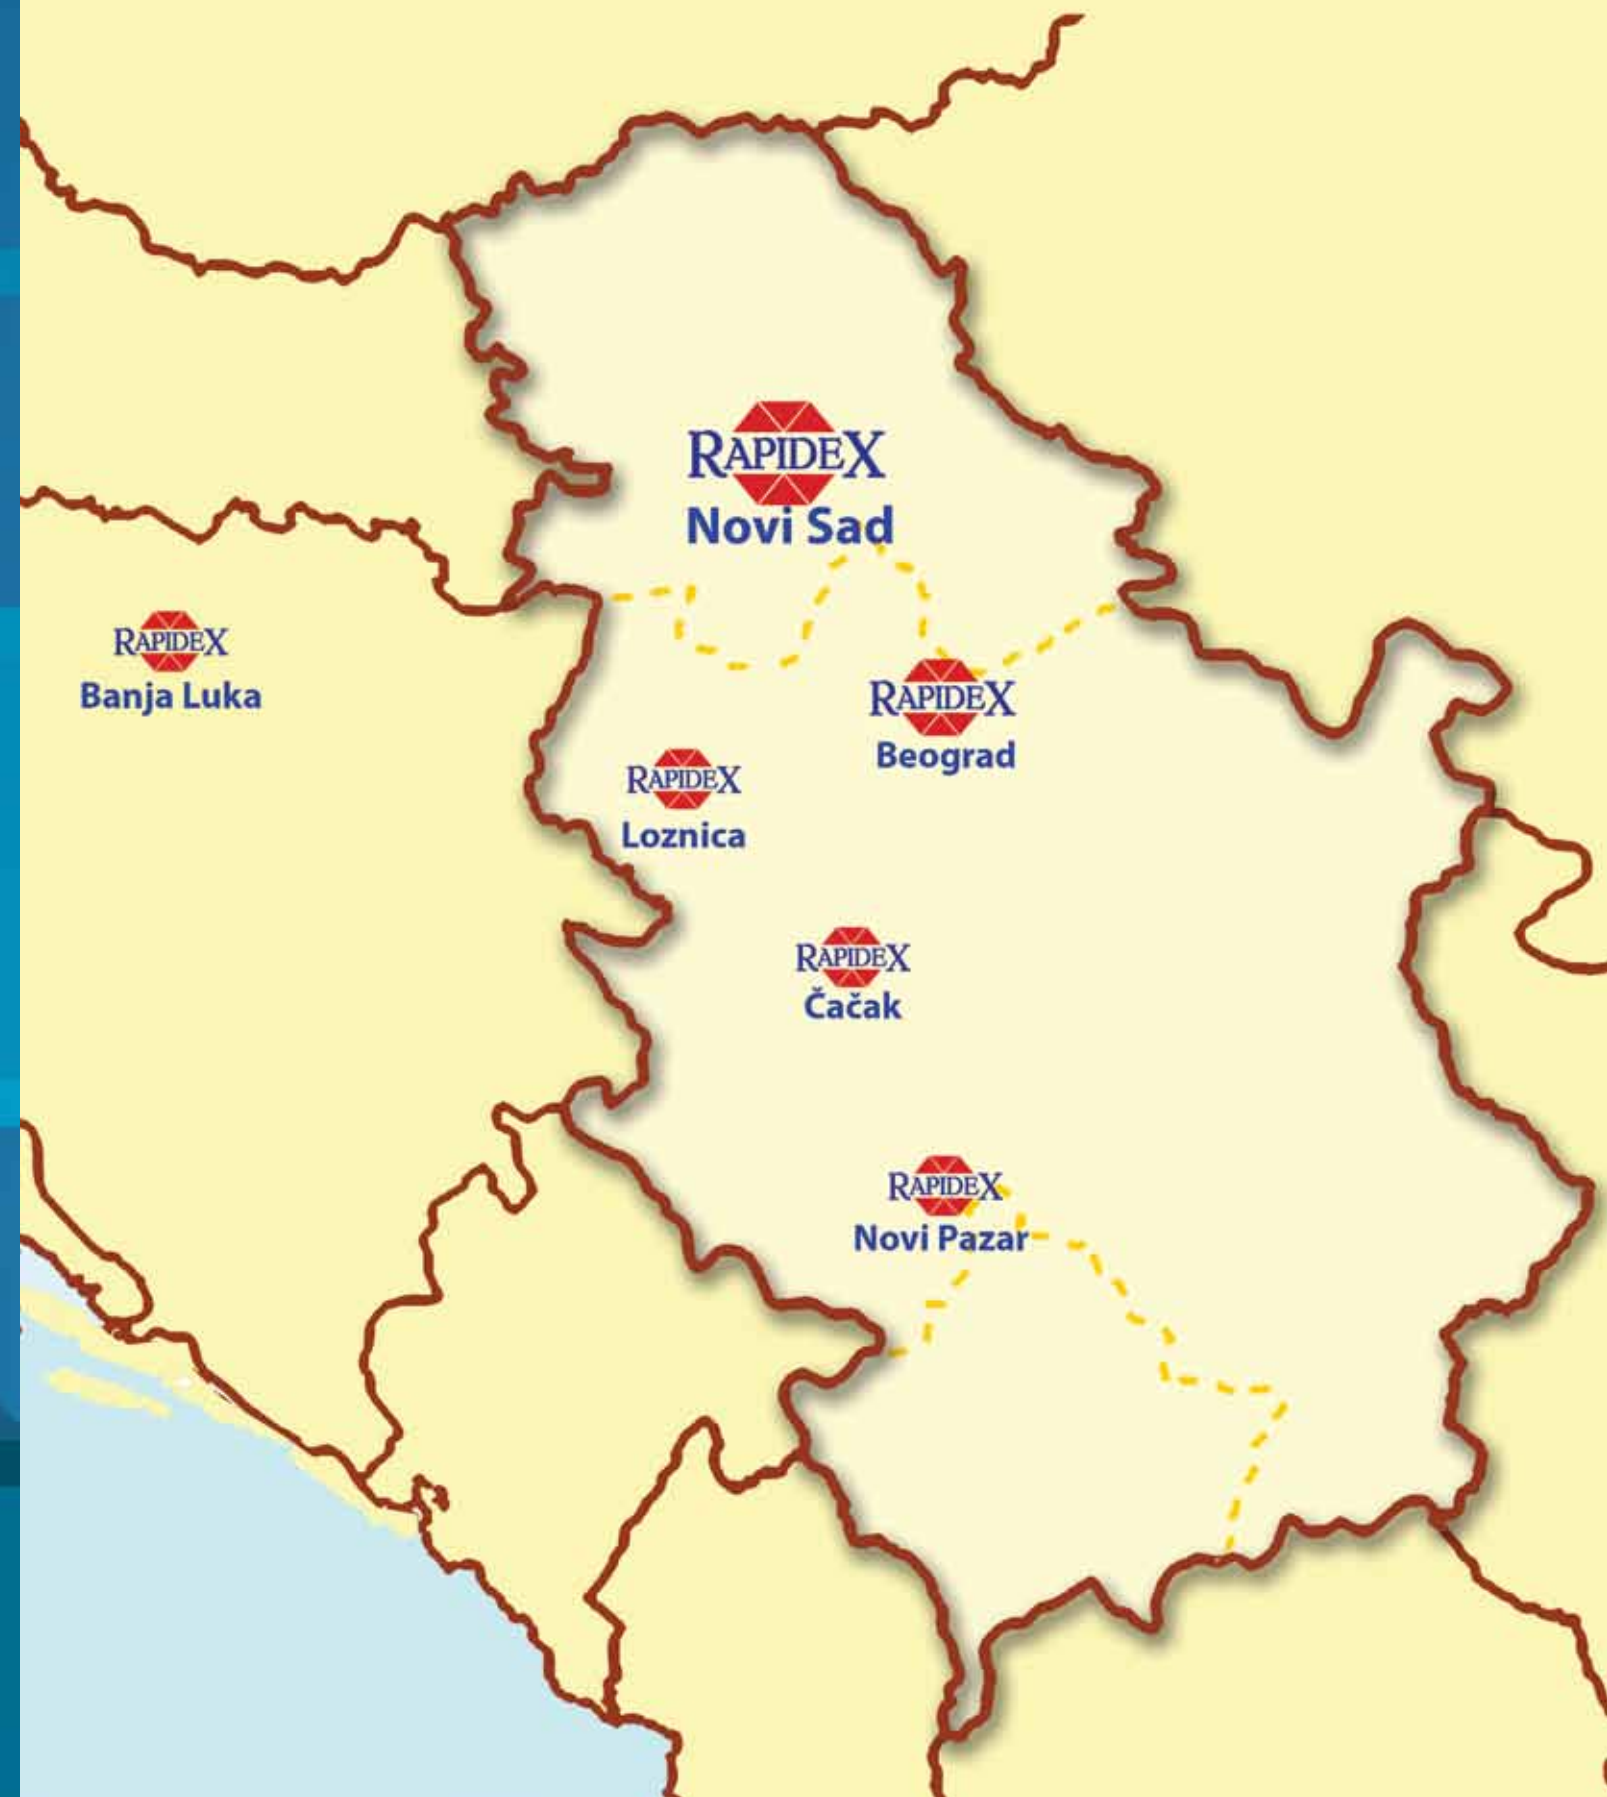 RAPIDEX
Novi Sad
RAPIDEX
Banja Luka
RAPIDEX
Beograd
RAPIDEX
Loznica
RAPIDEX
Čačak
RAPIDEX
Novi Pazar